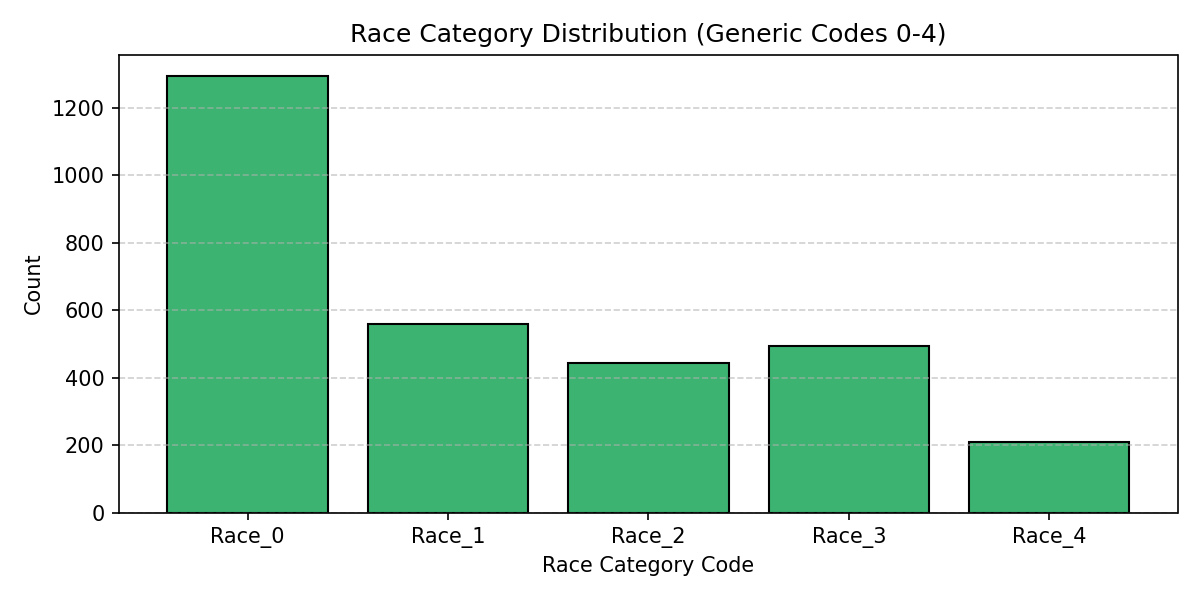 Race Category Distribution (Generic Codes 0-4)
1200
1000
800
600
400
200
0
Count
Race_0 Race_1 Race_2 Race_3 Race_4
Race Category Code